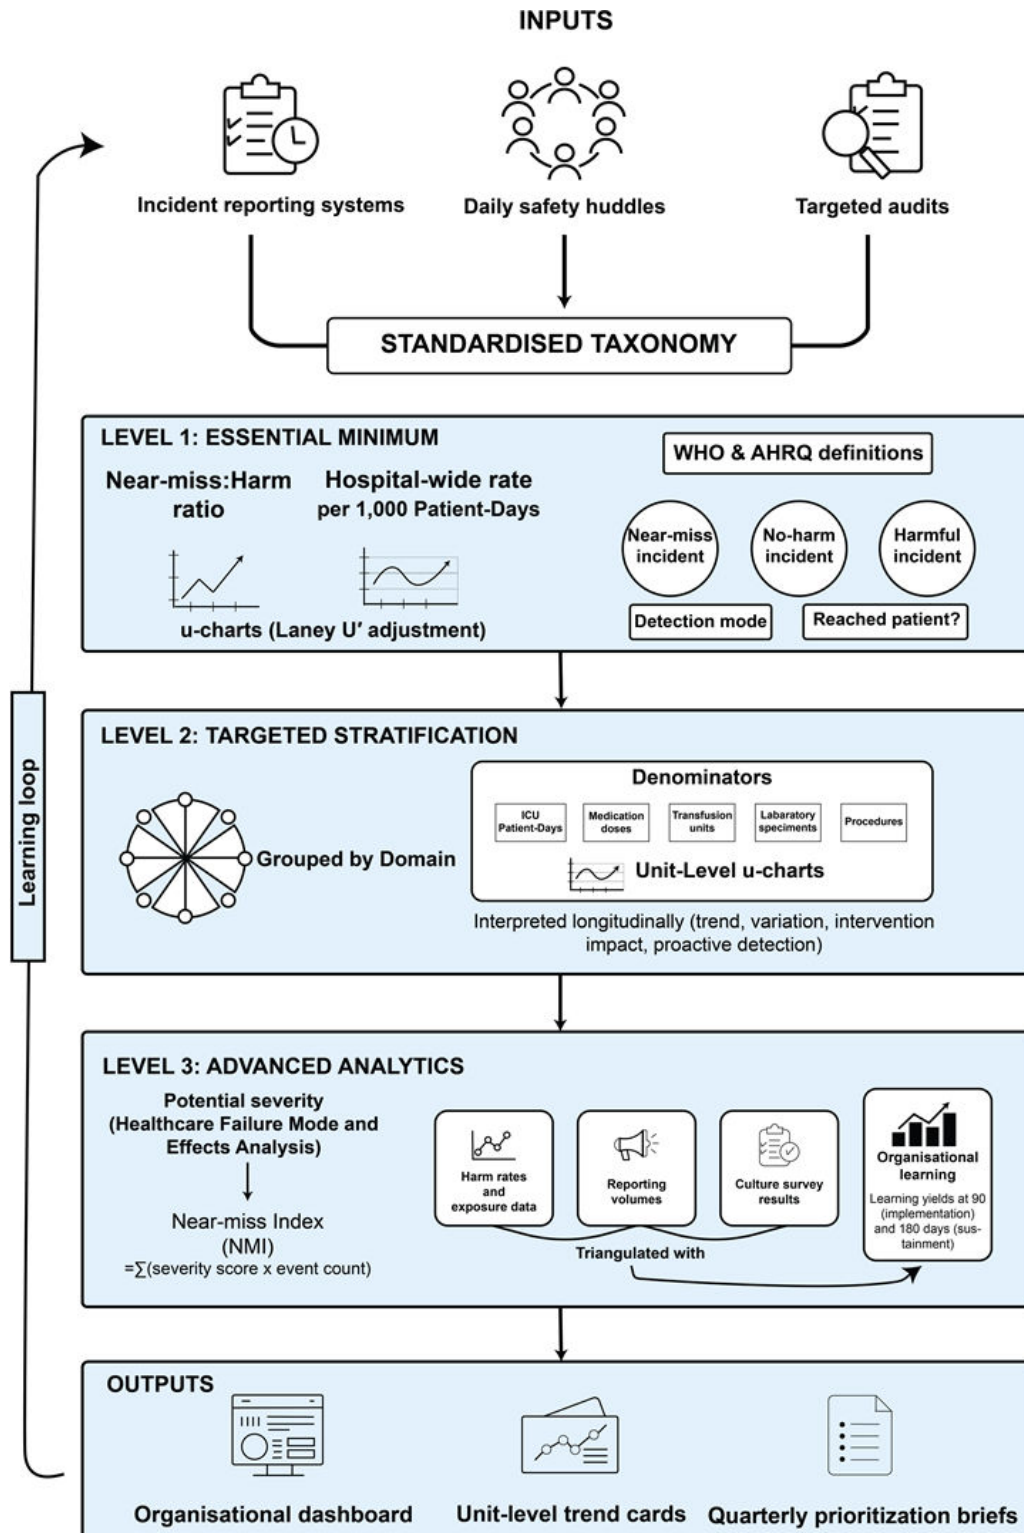 INPUTS
Incident reporting systems
Daily safety huddles
Targeted audits
STANDARDISED TAXONOMY
LEVEL 1: ESSENTIAL MINIMUM
Near-miss:Harm
ratio
Hospital-wide rate
per 1,000 Patient-Days
u-charts (Laney U′ adjustment)
WHO & AHRQ definitions
Near-miss
incident
No-harm
incident
Harmful
incident
Detection mode
Reached patient?
Learning loop
LEVEL 2: TARGETED STRATIFICATION
Grouped by Domain
Denominators
ICU
Patient-Days
Medication
doses
Transfusion
units
Labaratory
speciments
Procedures
Unit-Level u-charts
Interpreted longitudinally (trend, variation, intervention
impact, proactive detection)
LEVEL 3: ADVANCED ANALYTICS
Potential severity
(Healthcare Failure Mode and
Effects Analysis)
Near-miss Index
(NMI)
=∑(severity score x event count)
Harm rates
and
exposure data
Reporting
volumes
Culture survey
results
Triangulated with
Organisational
learning
Learning yields at 90
(implementation)
and 180 days (sus-
tainment)
OUTPUTS
Organisational dashboard
Unit-level trend cards
Quarterly prioritization briefs